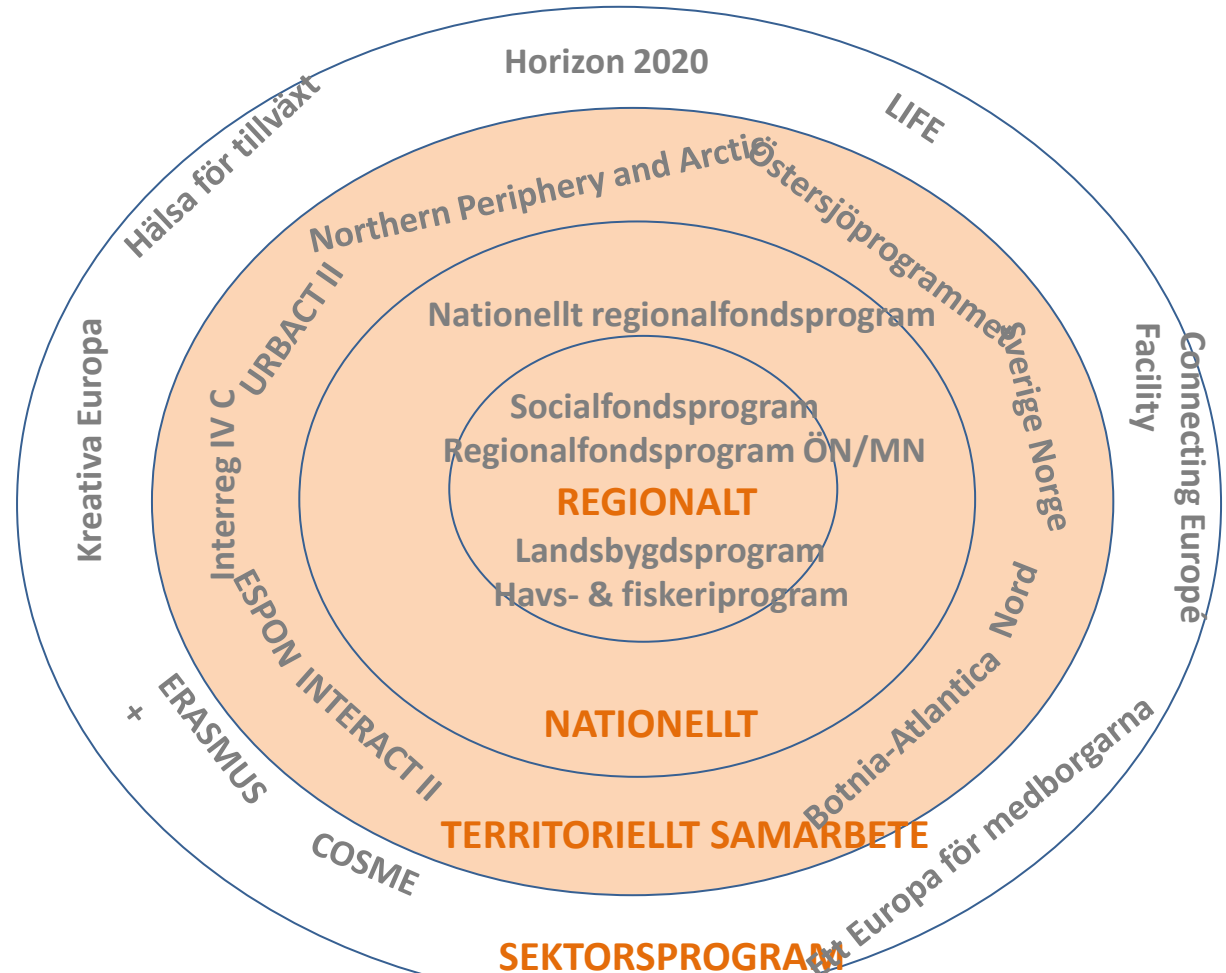 Horizon 2020
LIFE
Hälsa för tillväxt
Northern Periphery and Arctic
Östersjöprogrammet
URBACT II
Nationellt regionalfondsprogram
Sverige Norge
Connecting Europé
Facility
Kreativa Europa
Interreg IV C
Socialfondsprogram
Regionalfondsprogram ÖN/MN
REGIONALT
Landsbygdsprogram
Havs- & fiskeriprogram
ESPON
INTERACT II
Nord
Botnia-Atlantica
NATIONELLT
ERASMUS
+
COSME
TERRITORIELLT SAMARBETE
Ett Europa för medborgarna
SEKTORSPROGRAM